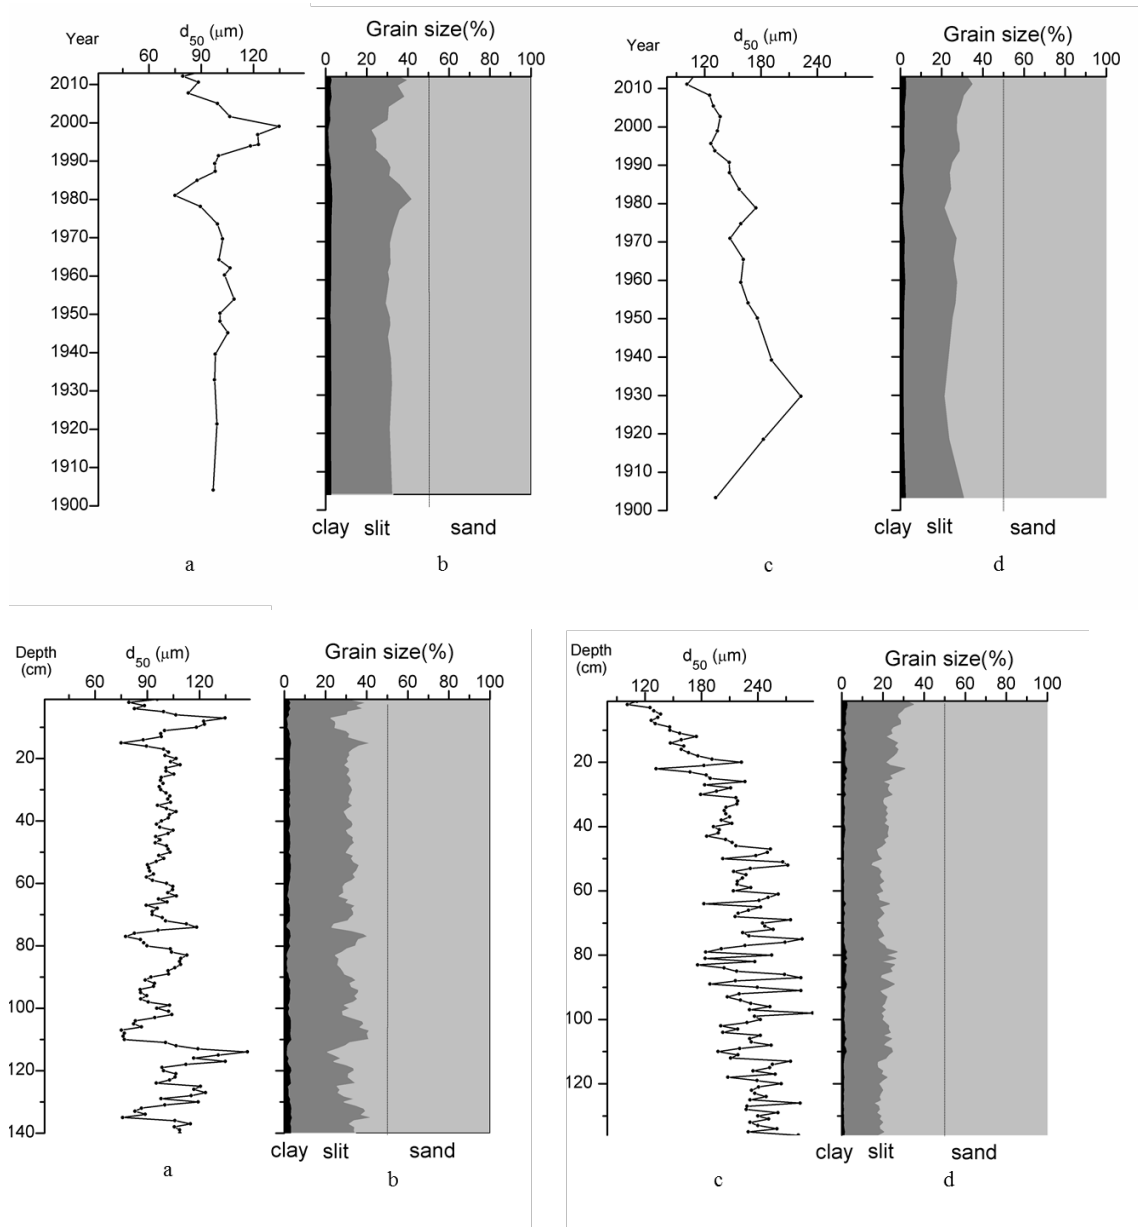 Year
d50 (μm)
60 90 120
2010
2000
1990
1980
1970
1960
1950
1940
1930
1920
1910
1900
a
Grain size(%)
0 20 40 60 80 100
clay slit sand
b
Year
d50 (μm)
120 180 240
2010
2000
1990
1980
1970
1960
1950
1940
1930
1920
1910
1900
c
Grain size(%)
0 20 40 60 80 100
clay slit sand
d
Depth
(cm)
d50 (μm)
60 90 120
20
40
60
80
100
120
140
a
Grain size(%)
0 20 40 60 80 100
clay slit sand
b
Depth
(cm)
d50 (μm)
120 180 240
20
40
60
80
100
120
c
Grain size(%)
0 20 40 60 80 100
clay slit sand
d